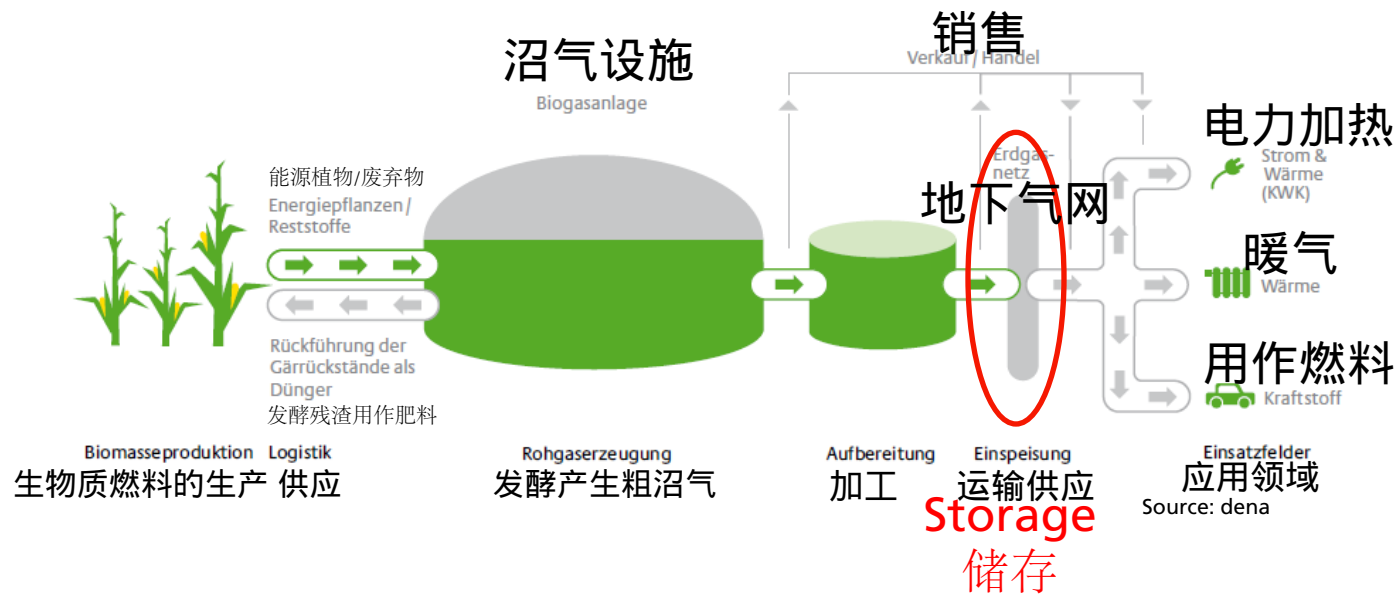 沼气设施
Biogasanlage
销售
Verkauf / Handel
能源植物/废弃物
Energiepflanzen /
Reststoffe
Rückführung der
Gärrückstände als
Dünger
发酵残渣用作肥料
Erdgas-
netz
地下气网
电力加热
Strom &
Wärme
(KWK)
暖气
Wärme
用作燃料
Kraftstoff
Biomasseproduktion
生物质燃料的生产
Logistik
供应
Rohgaserzeugung
发酵产生粗沼气
Aufbereitung
加工
Einspeisung
运输供应
Storage
储存
Einsatzfelder
应用领域
Source: dena